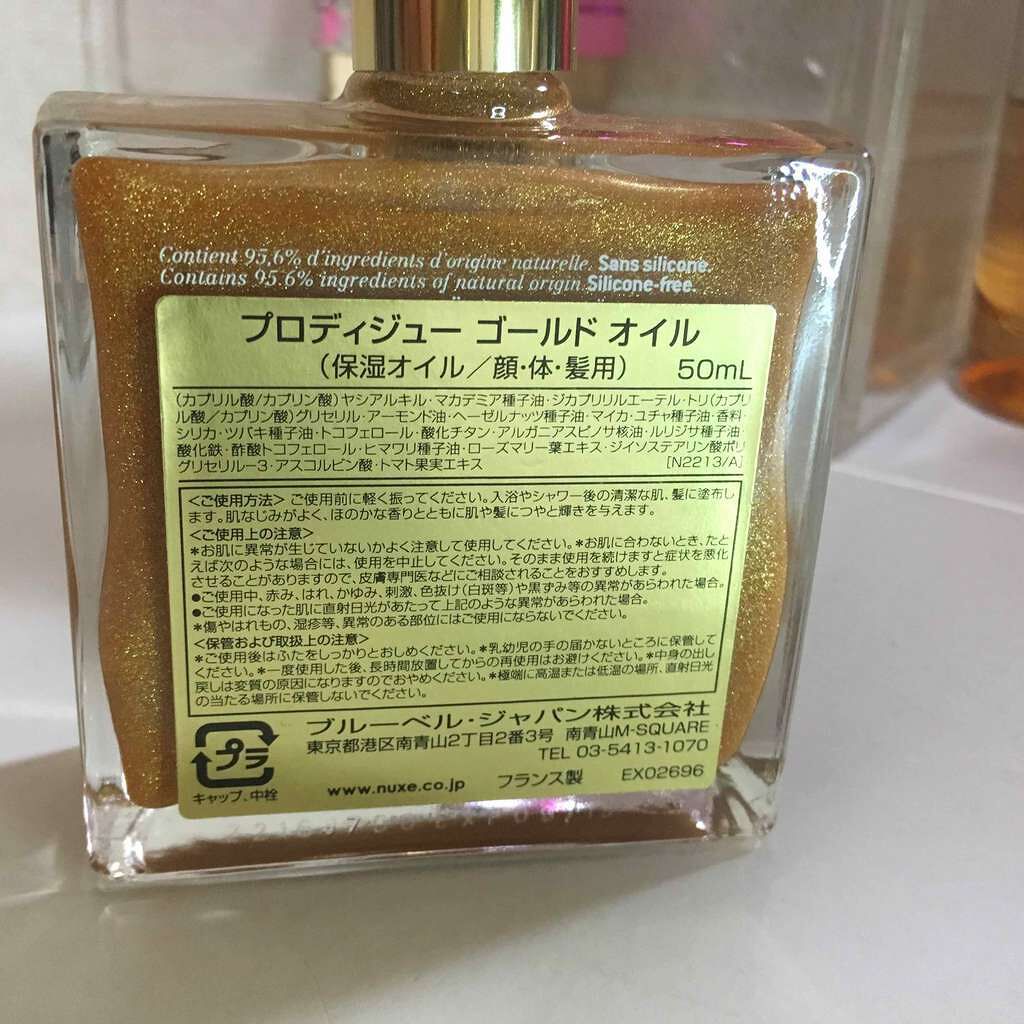 Contient 95,6% d'ingredients d'origine naturelle. Sans silicone.
Contains 95.6% ingredients of natural origin. Silicone-free.
プロディジュー ゴールド オイル
(保湿オイル/顔・体・髪用) 50mL
(カプリル酸/カプリン酸)ヤシアルキル・マカデミア種子油・ジカプリリルエーテル・トリ(カプリ
ル酸/カプリン酸)グリセリル・アーモンド油・ヘーゼルナッツ種子油・マイカ・ユチャ種子油・香料・
シリカ・ツバキ種子油・トコフェロール・酸化チタン・アルガニアスピノサ核油・ルリジサ種子油・
酸化鉄・酢酸トコフェロール・ヒマワリ種子油・ローズマリー葉エキス・ジイソステアリン酸ポリ
グリセリル-3・アスコルビン酸・トマト果実エキス [N2213/A]
<ご使用方法> ご使用前に軽く振ってください。入浴やシャワー後の清潔な肌、髪に塗布し
ます。肌なじみがよく、ほのかな香りとともに肌や髪につやと輝きを与えます。
<ご使用上の注意>
*お肌に異常が生じていないかよく注意して使用してください。*お肌に合わないとき、たと
えば次のような場合には、使用を中止してください。そのまま使用を続けますと症状を悪化
させることがありますので、皮膚専門医などにご相談されることをおすすめします。
●ご使用中、赤み、はれ、かゆみ、刺激、色抜け(白斑等)や黒ずみ等の異常があらわれた場合。
●ご使用になった肌に直射日光があたって上記のような異常があらわれた場合。
*傷やはれもの、湿疹等、異常のある部位にはご使用にならないでください。
<保管および取扱上の注意>
*ご使用後はふたをしっかりとおしめください。*乳幼児の手の届かないところに保管して
ください。*一度使用した後、長時間放置してからの再使用はお避けください。*中身の出し
戻しは変質の原因になりますのでおやめください。*極端に高温または低温の場所、直射日光
の当たる場所に保管しないでください。
ブルーベル・ジャパン株式会社
東京都港区南青山2丁目2番3号 南青山M-SQUARE
TEL 03-5413-1070
プラ
キャップ、中栓
www.nuxe.co.jp フランス製 EX02696